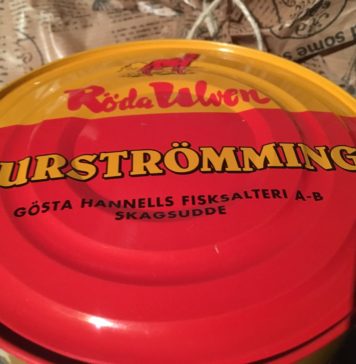 Röda Ulven
URSTRÖMMING
GÖSTA HANNELLS FISKSALTERI A-B
SKAGSUDDE